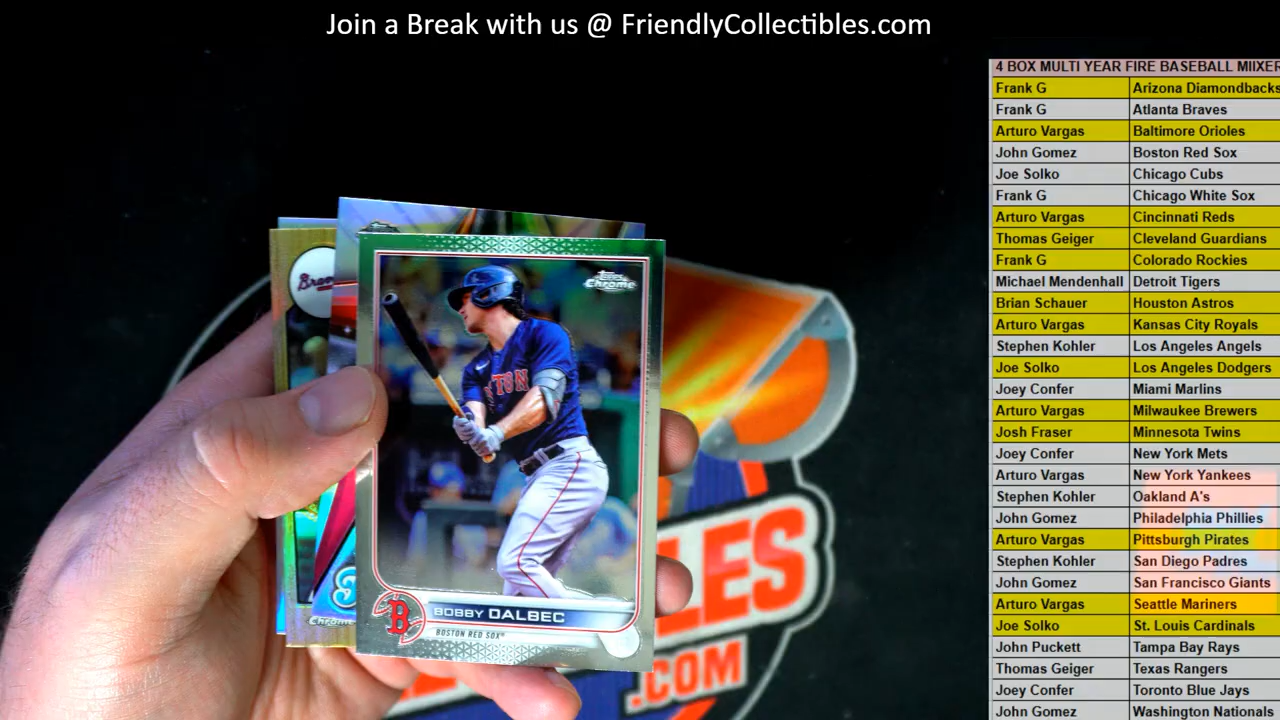 Join a Break with us @ FriendlyCollectibles.com
4 BOX MULTI YEAR FIRE BASEBALL MIIXER
Frank G Arizona Diamondbacks
Frank G Atlanta Braves
Arturo Vargas Baltimore Orioles
John Gomez Boston Red Sox
Joe Solko Chicago Cubs
Frank G Chicago White Sox
Arturo Vargas Cincinnati Reds
Thomas Geiger Cleveland Guardians
Frank G Colorado Rockies
Michael Mendenhall Detroit Tigers
Brian Schauer Houston Astros
Arturo Vargas Kansas City Royals
Stephen Kohler Los Angeles Angels
Joe Solko Los Angeles Dodgers
Joey Confer Miami Marlins
Arturo Vargas Milwaukee Brewers
Josh Fraser Minnesota Twins
Joey Confer New York Mets
Arturo Vargas New York Yankees
Stephen Kohler Oakland A's
John Gomez Philadelphia Phillies
Arturo Vargas Pittsburgh Pirates
Stephen Kohler San Diego Padres
John Gomez San Francisco Giants
Arturo Vargas Seattle Mariners
Joe Solko St. Louis Cardinals
John Puckett Tampa Bay Rays
Thomas Geiger Texas Rangers
Joey Confer Toronto Blue Jays
John Gomez Washington Nationals
Topps
Chrome
TON
B
BOBBY DALBEC
BOSTON RED SOX
Chrome
LES
.COM